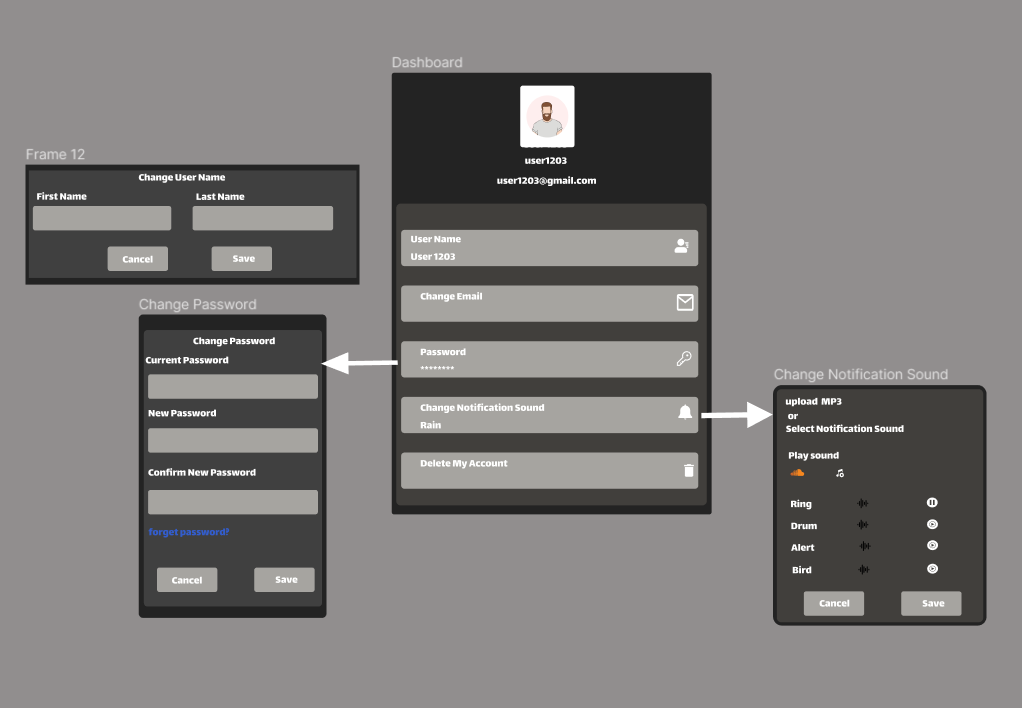 Dashboard
user1203
user1203@gmail.com
User Name
User 1203
Change Email
Password
********
Change Notification Sound
Rain
Delete My Account
Frame 12
Change User Name
First Name
Last Name
Cancel
Save
Change Password
Change Password
Current Password
New Password
Confirm New Password
forget password?
Cancel
Save
Change Notification Sound
upload MP3
or
Select Notification Sound
Play sound
Ring
Drum
Alert
Bird
Cancel
Save